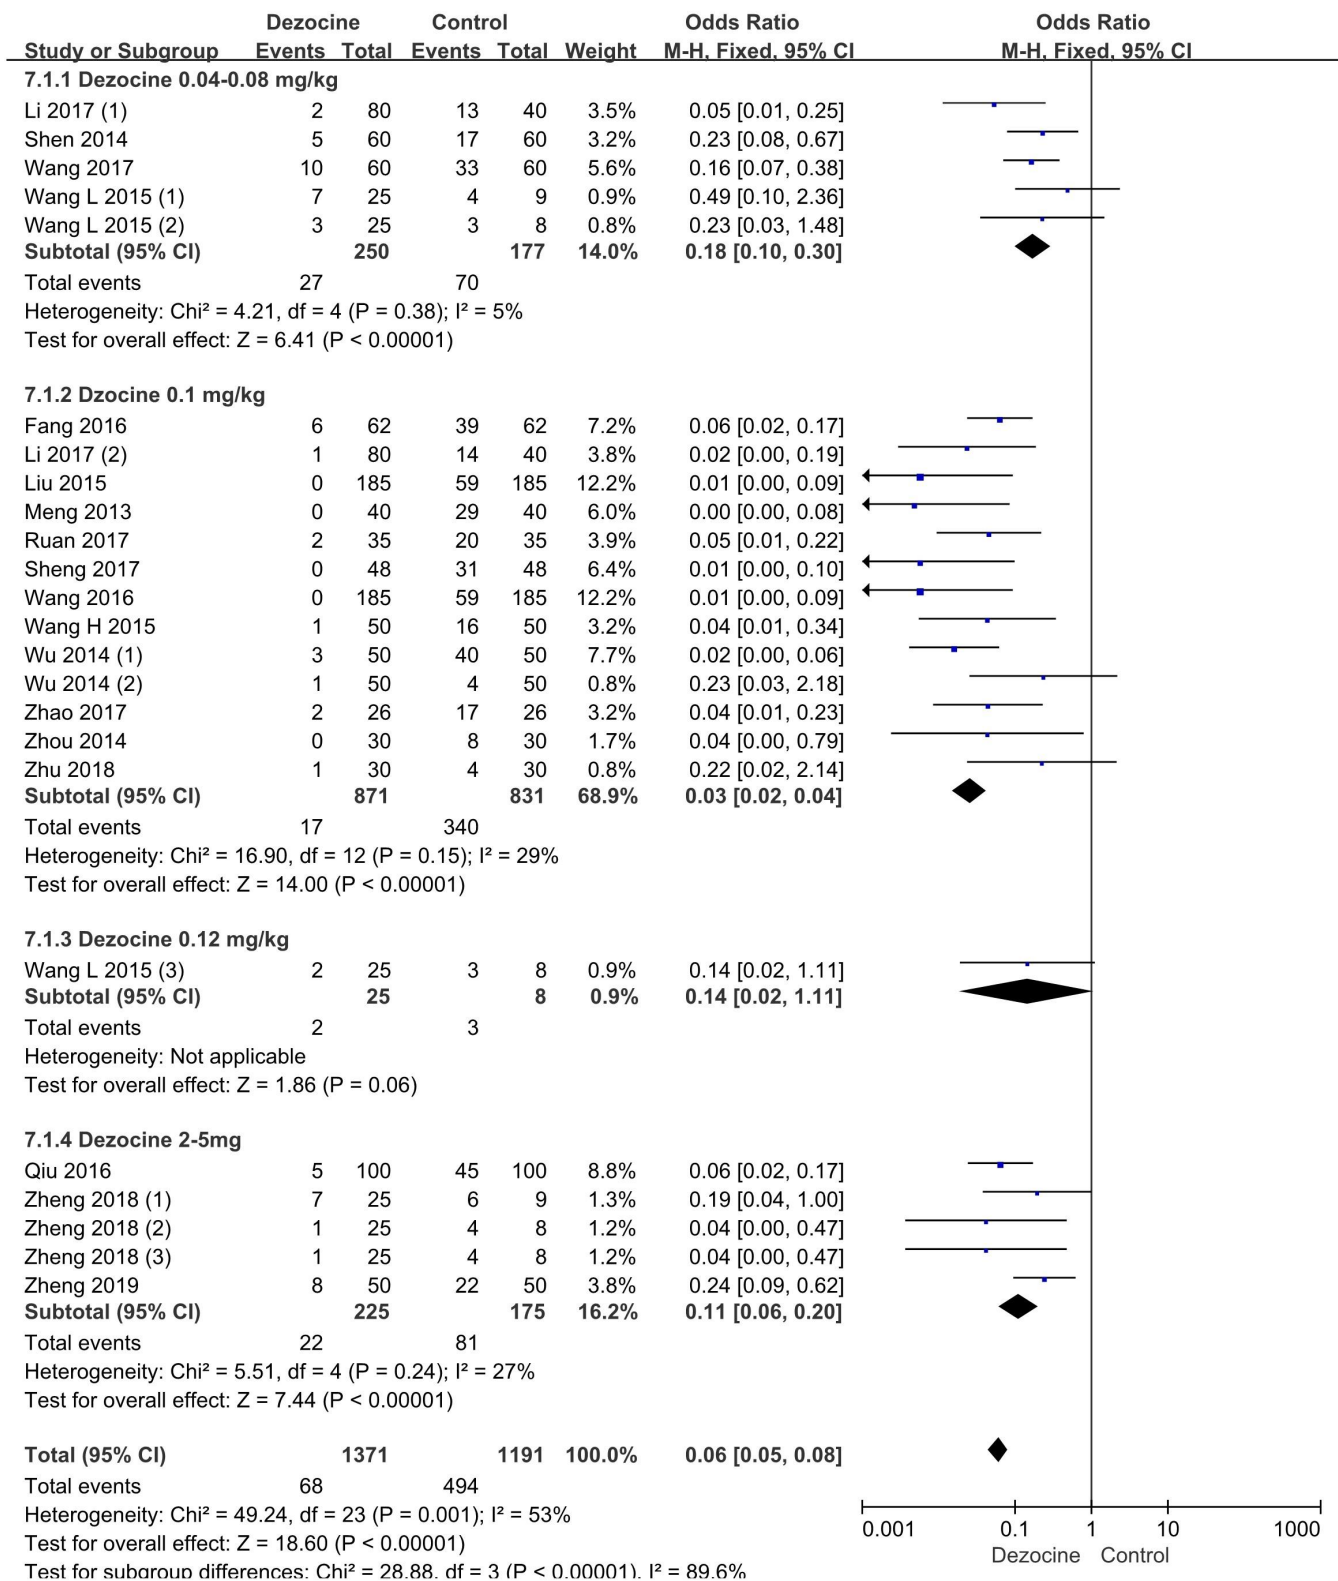 Dezocine Control Odds Ratio Odds Ratio
Study or Subgroup Events Total Events Total Weight M-H, Fixed, 95% CI M-H, Fixed, 95% CI
7.1.1 Dezocine 0.04-0.08 mg/kg
Li 2017 (1) 2 80 13 40 3.5% 0.05 [0.01, 0.25]
Shen 2014 5 60 17 60 3.2% 0.23 [0.08, 0.67]
Wang 2017 10 60 33 60 5.6% 0.16 [0.07, 0.38]
Wang L 2015 (1) 7 25 4 9 0.9% 0.49 [0.10, 2.36]
Wang L 2015 (2) 3 25 3 8 0.8% 0.23 [0.03, 1.48]
Subtotal (95% CI) 250 177 14.0% 0.18 [0.10, 0.30]
Total events 27 70
Heterogeneity: Chi² = 4.21, df = 4 (P = 0.38); I² = 5%
Test for overall effect: Z = 6.41 (P < 0.00001)
7.1.2 Dzocine 0.1 mg/kg
Fang 2016 6 62 39 62 7.2% 0.06 [0.02, 0.17]
Li 2017 (2) 1 80 14 40 3.8% 0.02 [0.00, 0.19]
Liu 2015 0 185 59 185 12.2% 0.01 [0.00, 0.09]
Meng 2013 0 40 29 40 6.0% 0.00 [0.00, 0.08]
Ruan 2017 2 35 20 35 3.9% 0.05 [0.01, 0.22]
Sheng 2017 0 48 31 48 6.4% 0.01 [0.00, 0.10]
Wang 2016 0 185 59 185 12.2% 0.01 [0.00, 0.09]
Wang H 2015 1 50 16 50 3.2% 0.04 [0.01, 0.34]
Wu 2014 (1) 3 50 40 50 7.7% 0.02 [0.00, 0.06]
Wu 2014 (2) 1 50 4 50 0.8% 0.23 [0.03, 2.18]
Zhao 2017 2 26 17 26 3.2% 0.04 [0.01, 0.23]
Zhou 2014 0 30 8 30 1.7% 0.04 [0.00, 0.79]
Zhu 2018 1 30 4 30 0.8% 0.22 [0.02, 2.14]
Subtotal (95% CI) 871 831 68.9% 0.03 [0.02, 0.04]
Total events 17 340
Heterogeneity: Chi² = 16.90, df = 12 (P = 0.15); I² = 29%
Test for overall effect: Z = 14.00 (P < 0.00001)
7.1.3 Dezocine 0.12 mg/kg
Wang L 2015 (3) 2 25 3 8 0.9% 0.14 [0.02, 1.11]
Subtotal (95% CI) 25 8 0.9% 0.14 [0.02, 1.11]
Total events 2 3
Heterogeneity: Not applicable
Test for overall effect: Z = 1.86 (P = 0.06)
7.1.4 Dezocine 2-5mg
Qiu 2016 5 100 45 100 8.8% 0.06 [0.02, 0.17]
Zheng 2018 (1) 7 25 6 9 1.3% 0.19 [0.04, 1.00]
Zheng 2018 (2) 1 25 4 8 1.2% 0.04 [0.00, 0.47]
Zheng 2018 (3) 1 25 4 8 1.2% 0.04 [0.00, 0.47]
Zheng 2019 8 50 22 50 3.8% 0.24 [0.09, 0.62]
Subtotal (95% CI) 225 175 16.2% 0.11 [0.06, 0.20]
Total events 22 81
Heterogeneity: Chi² = 5.51, df = 4 (P = 0.24); I² = 27%
Test for overall effect: Z = 7.44 (P < 0.00001)
Total (95% CI) 1371 1191 100.0% 0.06 [0.05, 0.08]
Total events 68 494
Heterogeneity: Chi² = 49.24, df = 23 (P = 0.001); I² = 53%
Test for overall effect: Z = 18.60 (P < 0.00001)
Test for subgroup differences: Chi² = 28.88, df = 3 (P < 0.00001), I² = 89.6%
0.001 0.1 1 10 1000
Dezocine Control